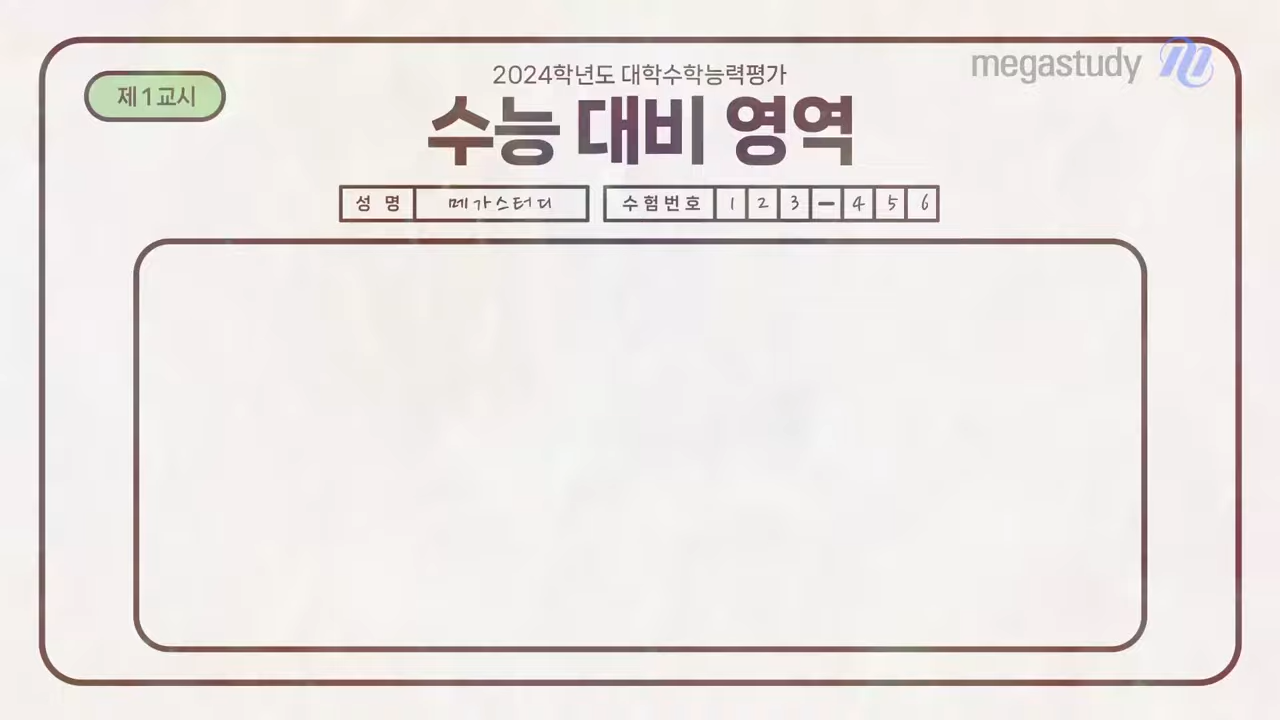 megastudy
제1교시
2024학년도 대학수학능력평가
수능 대비 영역
성 명 메가스터디 수험번호 1 2 3 - 4 5 6